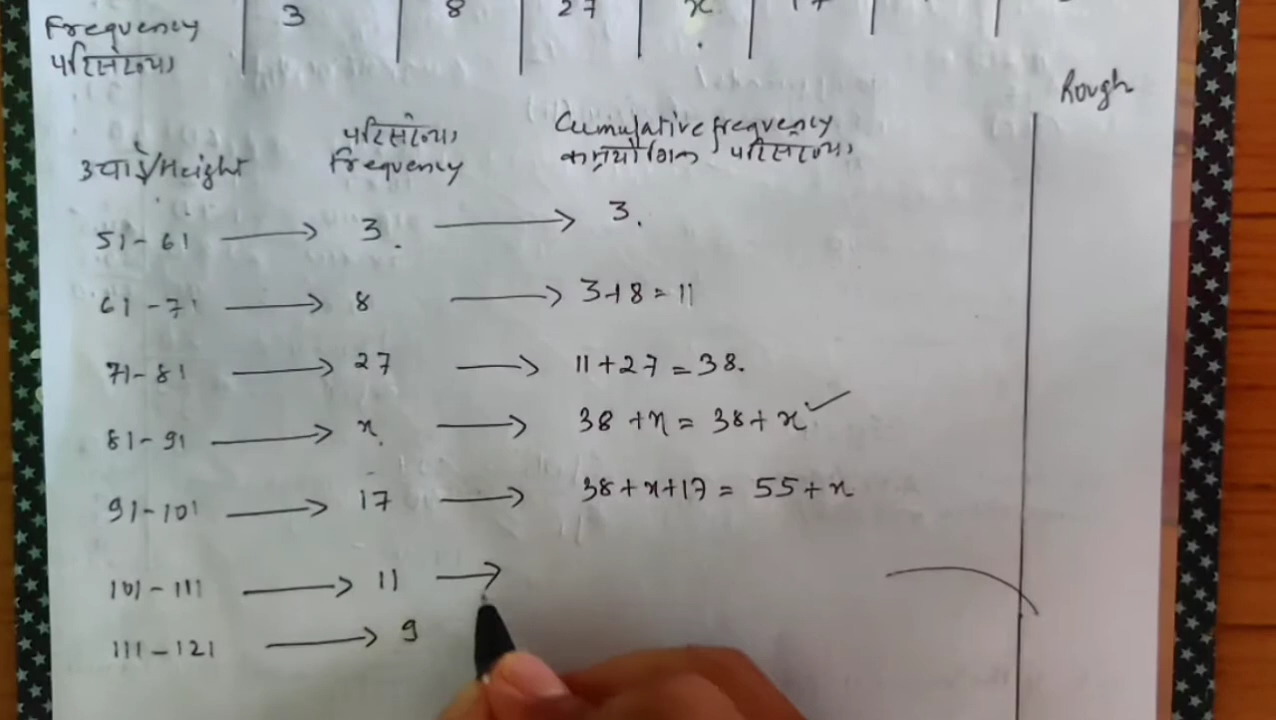 Frequency 3 8 27 x 17
परिसंख्या
Rough
परिसंख्या Cumulative frequency
ऊचाई/Height Frequency परिसंख्या
51-61 → 3. → 3.
61-71 → 8 → 3+8=11
71-81 → 27 → 11+27=38.
81-91 → x. → 38+x=38+x✓
91-101 → 17 → 38+x+17=55+x
101-111 → 11 →
111-121 → 9